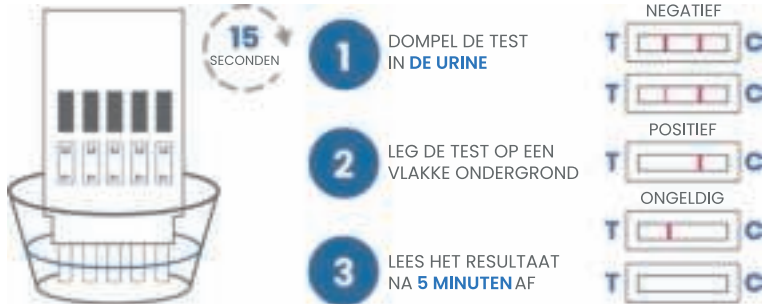 15
SECONDEN
1
DOMPEL DE TEST
IN DE URINE
2
LEG DE TEST OP EEN
VLAKKE ONDERGROND
3
LEES HET RESULTAAT
NA 5 MINUTEN AF
NEGATIEF
T C
T C
POSITIEF
T C
ONGELDIG
T C
T C